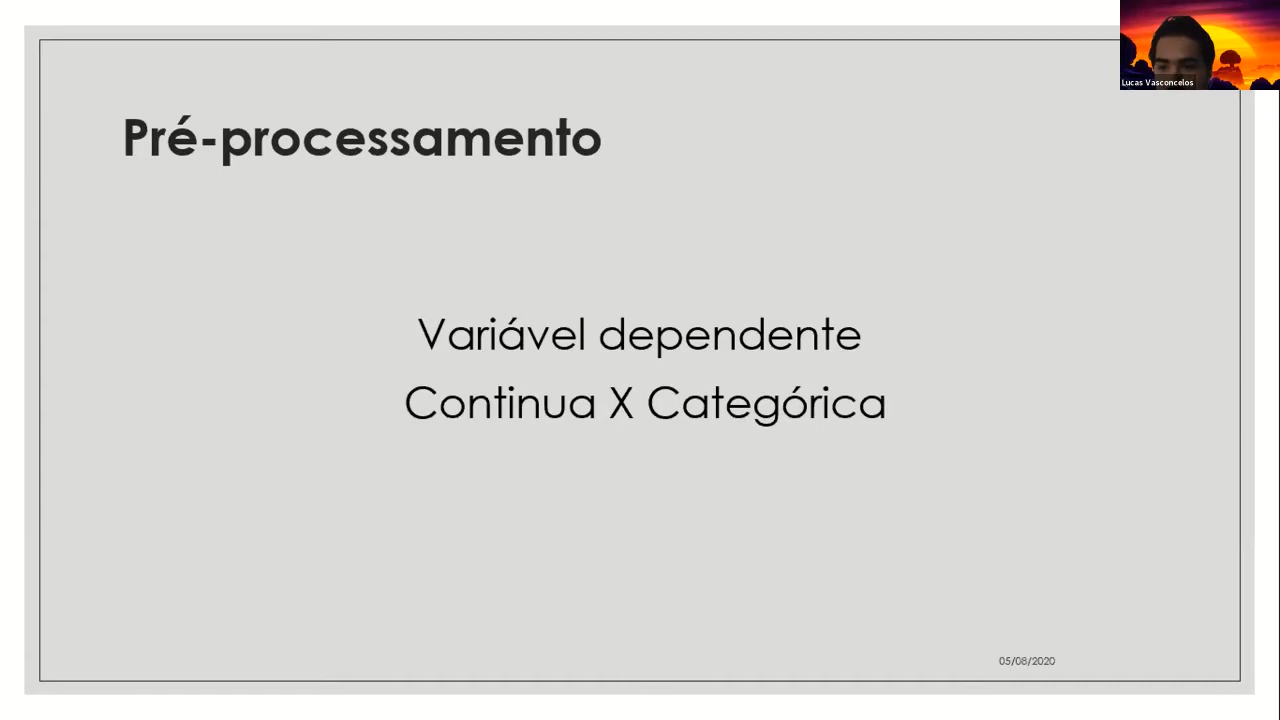 Lucas Vasconcelos
Pré-processamento
Variável dependente
Continua X Categórica
05/08/2020